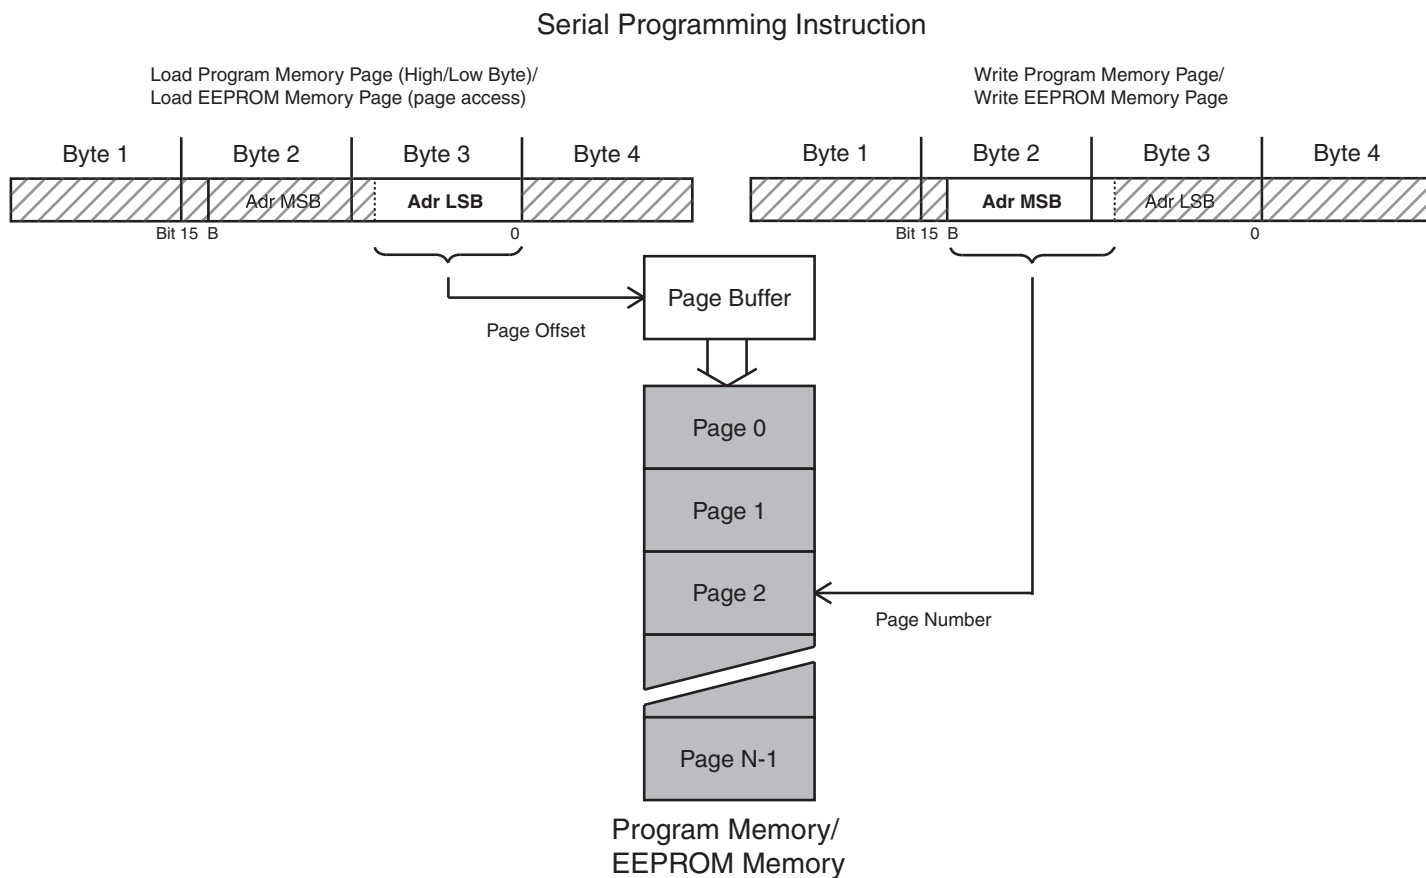 Serial Programming Instruction
Load Program Memory Page (High/Low Byte)/
Load EEPROM Memory Page (page access)
Write Program Memory Page/
Write EEPROM Memory Page
Byte 1 Byte 2 Byte 3 Byte 4
Byte 1 Byte 2 Byte 3 Byte 4
Adr MSB Adr LSB
Adr MSB Adr LSB
Bit 15 B 0
Bit 15 B 0
Page Buffer
Page Offset
Page 0
Page 1
Page 2
Page Number
Page N-1
Program Memory/
EEPROM Memory